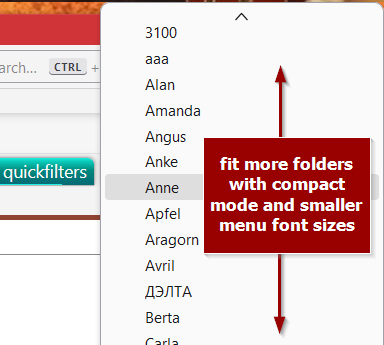 3100
arch...
CTRL +
aaa
Alan
Amanda
Angus
Anke
quickfilters
Anne
Apfel
Aragorn
Avril
ДЭЛТА
Berta
Carla
fit more folders
with compact
mode and smaller
menu font sizes